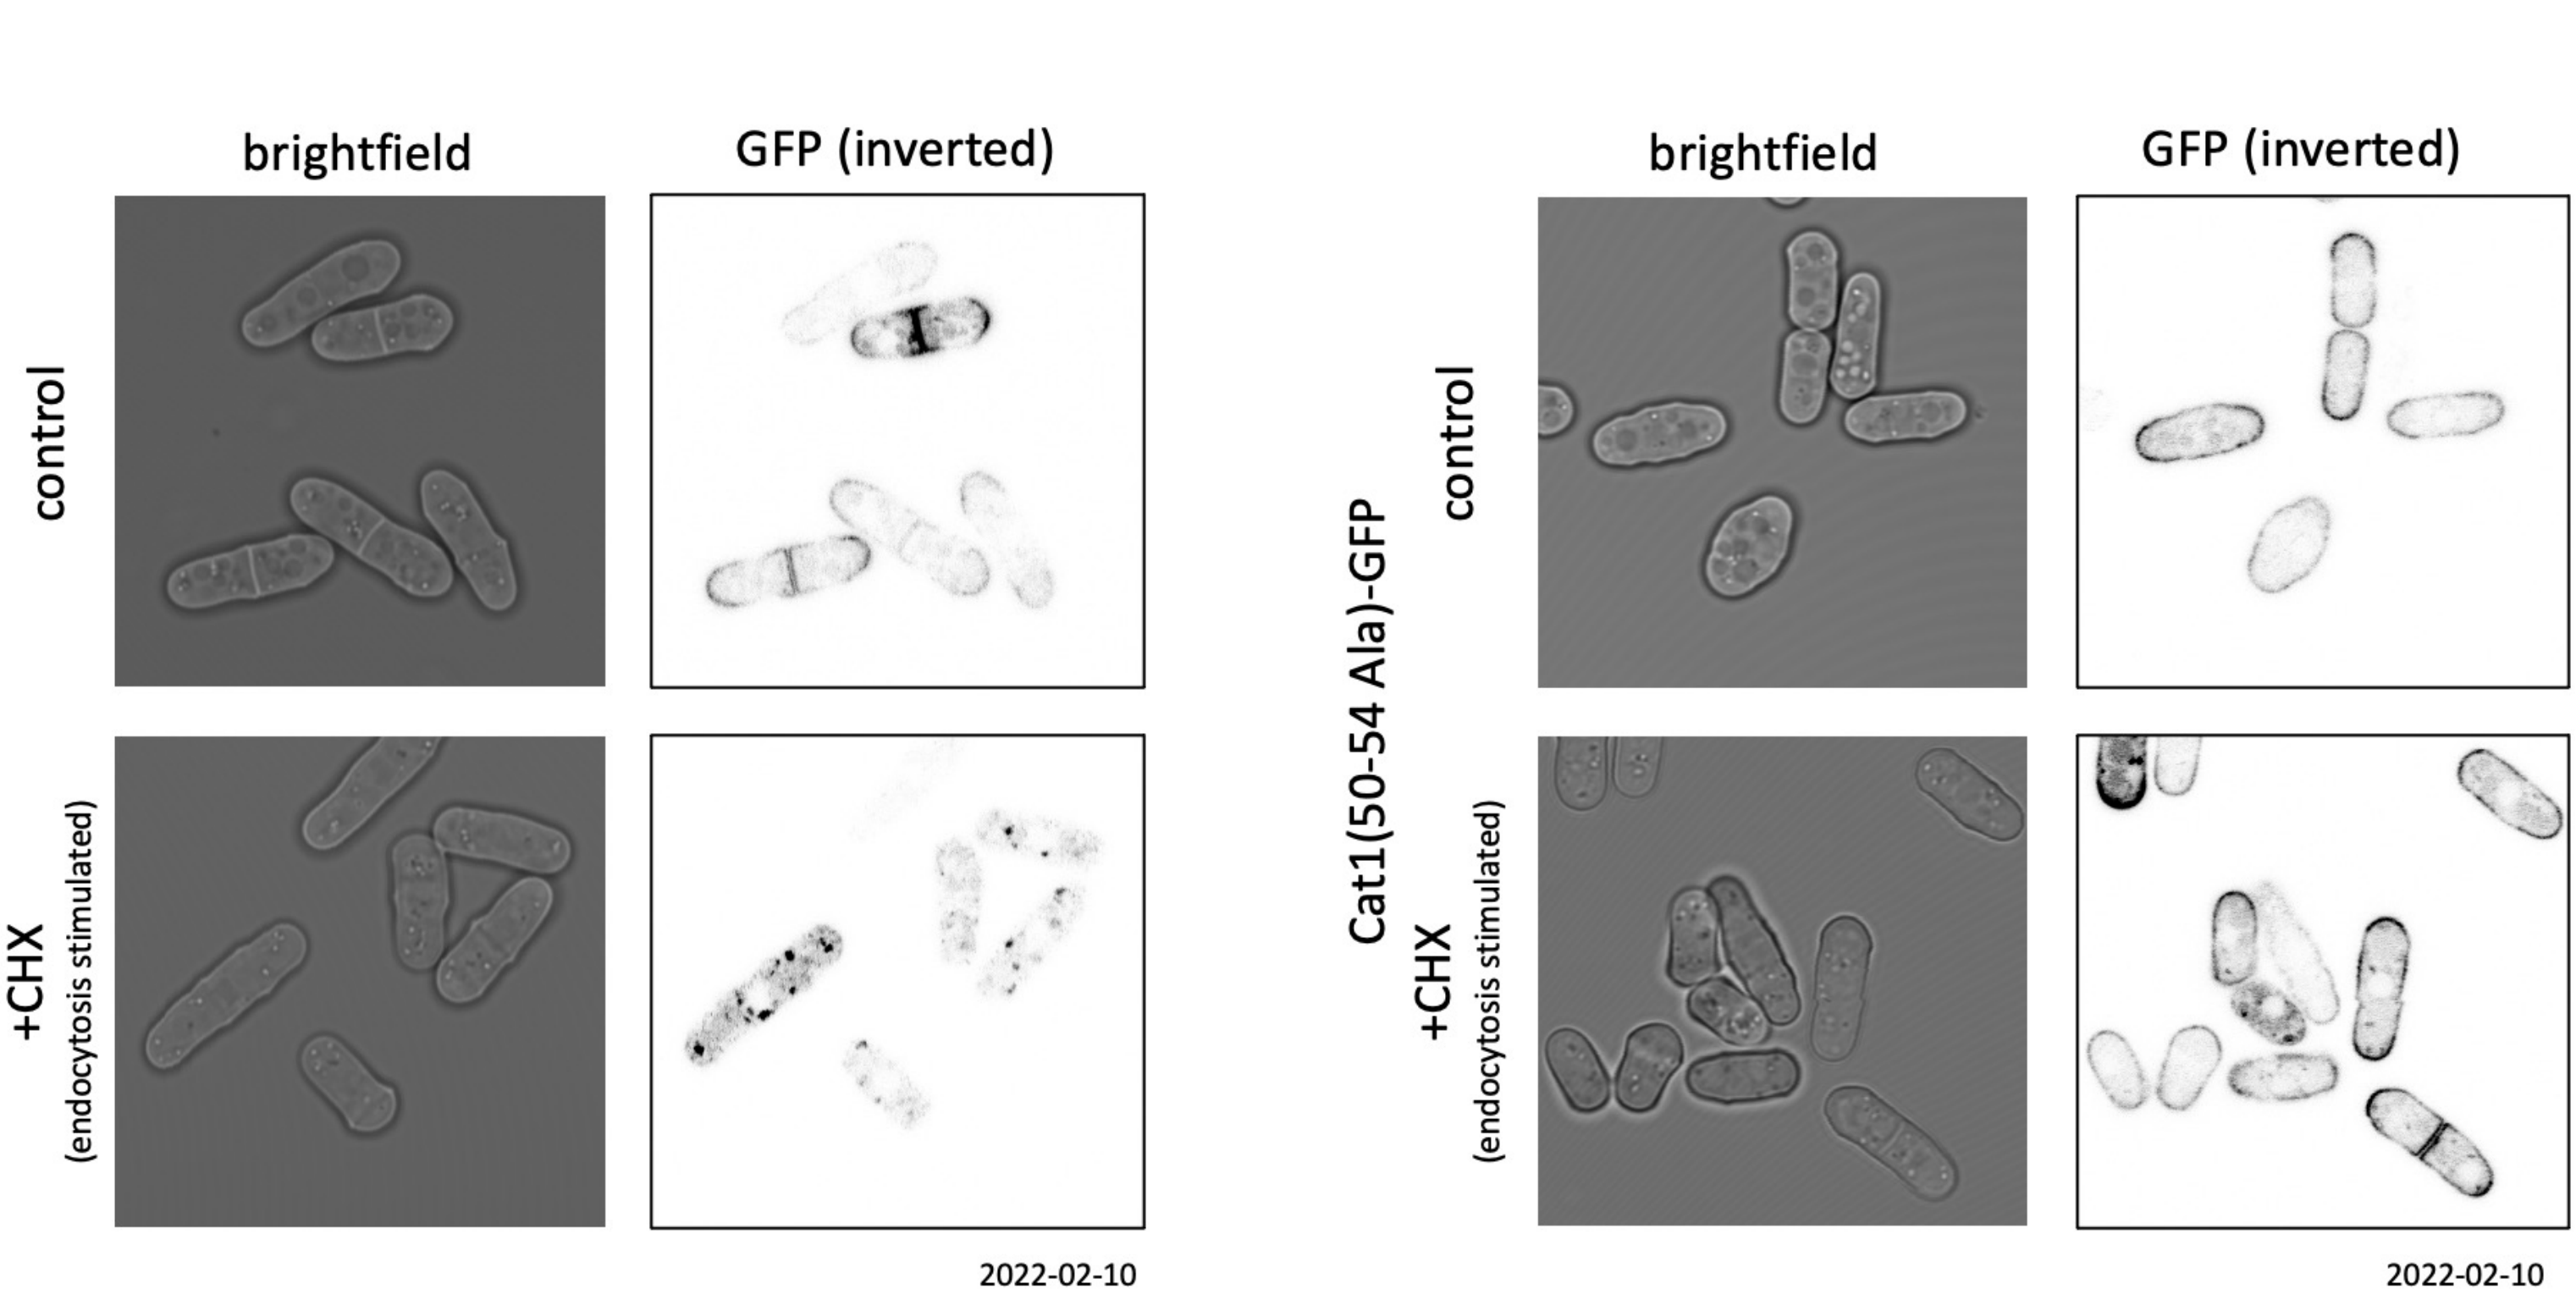 brightfield
GFP (inverted)
control
+CHX
(endocytosis stimulated)
2022-02-10
brightfield
GFP (inverted)
Cat1(50-54 Ala)-GFP
control
+CHX
(endocytosis stimulated)
2022-02-10